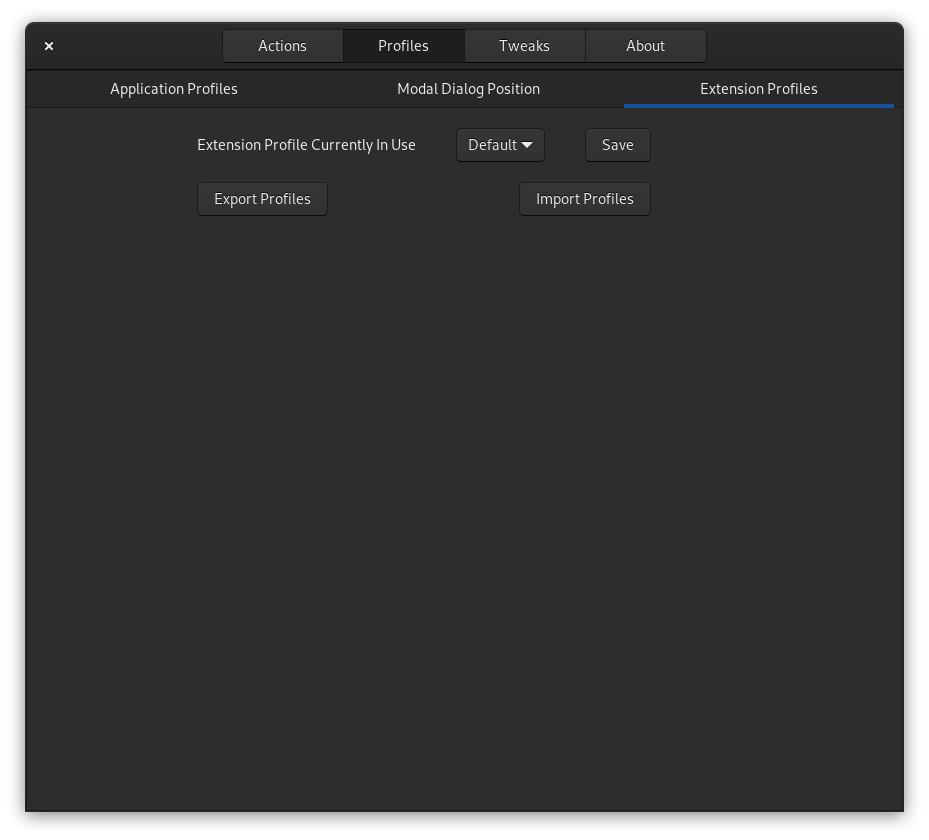 Actions Profiles Tweaks About
Application Profiles Modal Dialog Position Extension Profiles
Extension Profile Currently In Use Default Save
Export Profiles Import Profiles